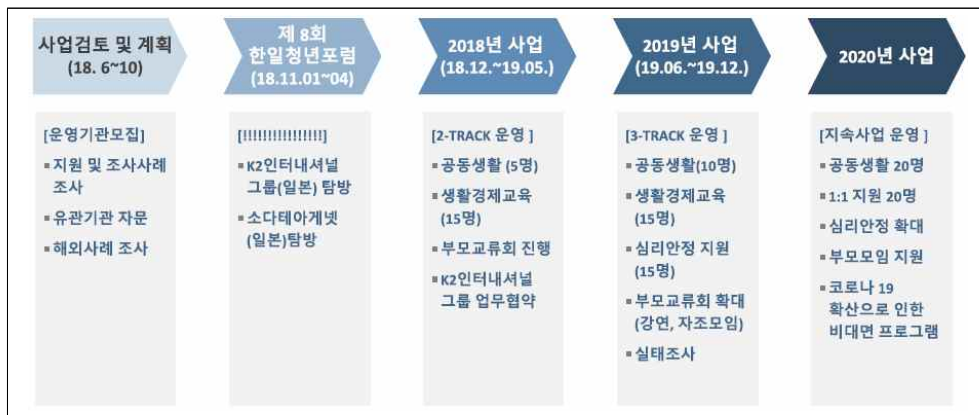 사업검토 및 계획
(18. 6~10)
[운영기관모집]
▪지원 및 조사사례
조사
▪유관기관 자문
▪해외사례 조사
제 8회
한일청년포럼
(18.11.01~04)
[!!!!!!!!!!!!!!!!!]
▪K2인터내셔널
그룹(일본) 탐방
▪소다테아게넷
(일본)탐방
2018년 사업
(18.12.~19.05.)
[2-TRACK 운영 ]
▪공동생활 (5명)
▪생활경제교육
(15명)
▪부모교류회 진행
▪K2인터내셔널
그룹 업무협약
2019년 사업
(19.06.~19.12.)
[3-TRACK 운영 ]
▪공동생활(10명)
▪생활경제교육
(15명)
▪심리안정 지원
(15명)
▪부모교류회 확대
(강연, 자조모임)
▪실태조사
2020년 사업
[지속사업 운영 ]
▪공동생활 20명
▪1:1 지원 20명
▪심리안정 확대
▪부모모임 지원
▪코로나 19
확산으로 인한
비대면 프로그램